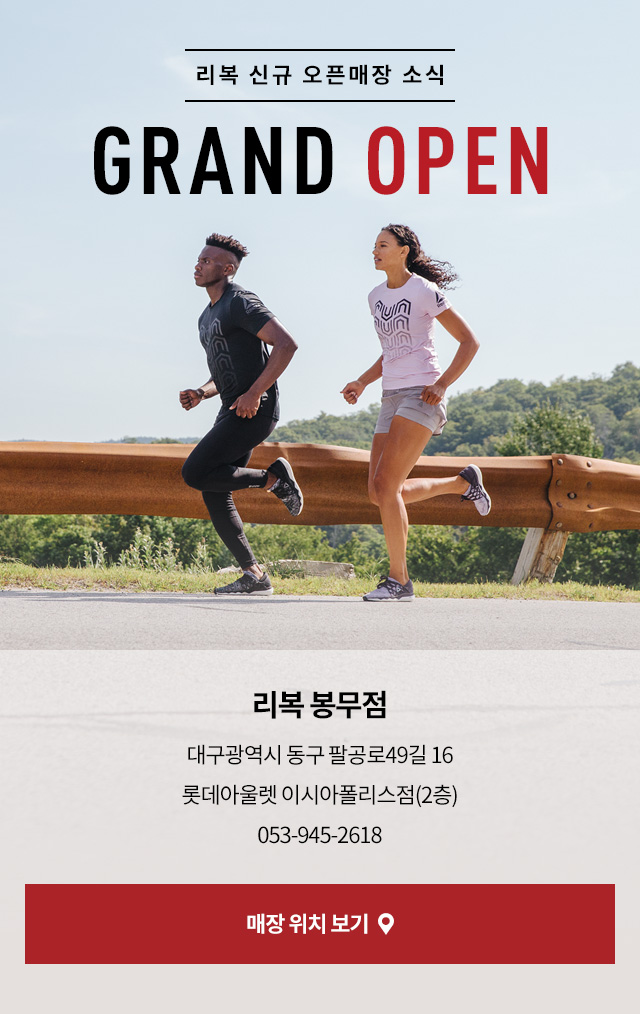 리복 신규 오픈매장 소식
GRAND OPEN
리복 봉무점
대구광역시 동구 팔공로49길 16
롯데아울렛 이시아폴리스점(2층)
053-945-2618
매장 위치 보기